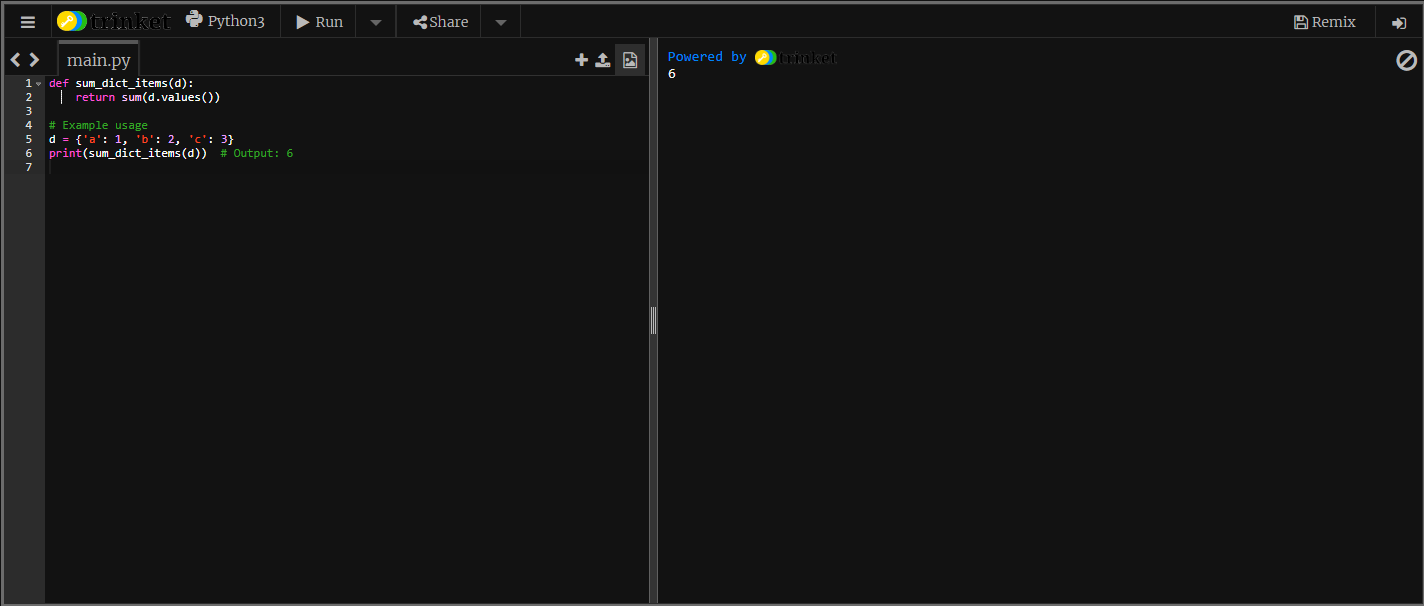 trinket Python3 Run Share Remix
main.py
1 def sum_dict_items(d):
2     return sum(d.values())
3
4 # Example usage
5 d = {'a': 1, 'b': 2, 'c': 3}
6 print(sum_dict_items(d))  # Output: 6
7
Powered by trinket
6